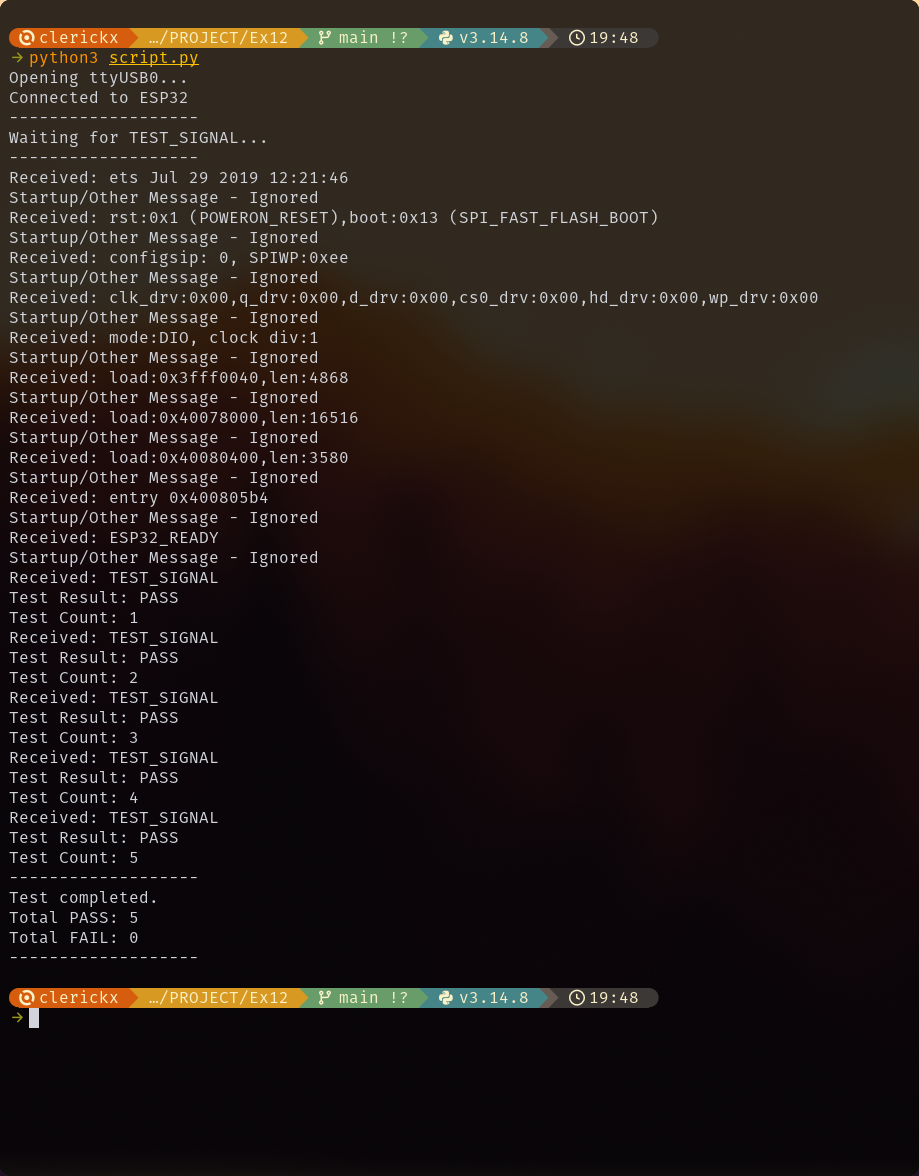 clerickx …/PROJECT/Ex12 main !? v3.14.8 19:48
→ python3 script.py
Opening ttyUSB0...
Connected to ESP32
-------------------
Waiting for TEST_SIGNAL...
-------------------
Received: ets Jul 29 2019 12:21:46
Startup/Other Message - Ignored
Received: rst:0x1 (POWERON_RESET),boot:0x13 (SPI_FAST_FLASH_BOOT)
Startup/Other Message - Ignored
Received: configsip: 0, SPIWP:0xee
Startup/Other Message - Ignored
Received: clk_drv:0x00,q_drv:0x00,d_drv:0x00,cs0_drv:0x00,hd_drv:0x00,wp_drv:0x00
Startup/Other Message - Ignored
Received: mode:DIO, clock div:1
Startup/Other Message - Ignored
Received: load:0x3fff0040,len:4868
Startup/Other Message - Ignored
Received: load:0x40078000,len:16516
Startup/Other Message - Ignored
Received: load:0x40080400,len:3580
Startup/Other Message - Ignored
Received: entry 0x400805b4
Startup/Other Message - Ignored
Received: ESP32_READY
Startup/Other Message - Ignored
Received: TEST_SIGNAL
Test Result: PASS
Test Count: 1
Received: TEST_SIGNAL
Test Result: PASS
Test Count: 2
Received: TEST_SIGNAL
Test Result: PASS
Test Count: 3
Received: TEST_SIGNAL
Test Result: PASS
Test Count: 4
Received: TEST_SIGNAL
Test Result: PASS
Test Count: 5
-------------------
Test completed.
Total PASS: 5
Total FAIL: 0
-------------------
clerickx …/PROJECT/Ex12 main !? v3.14.8 19:48
→